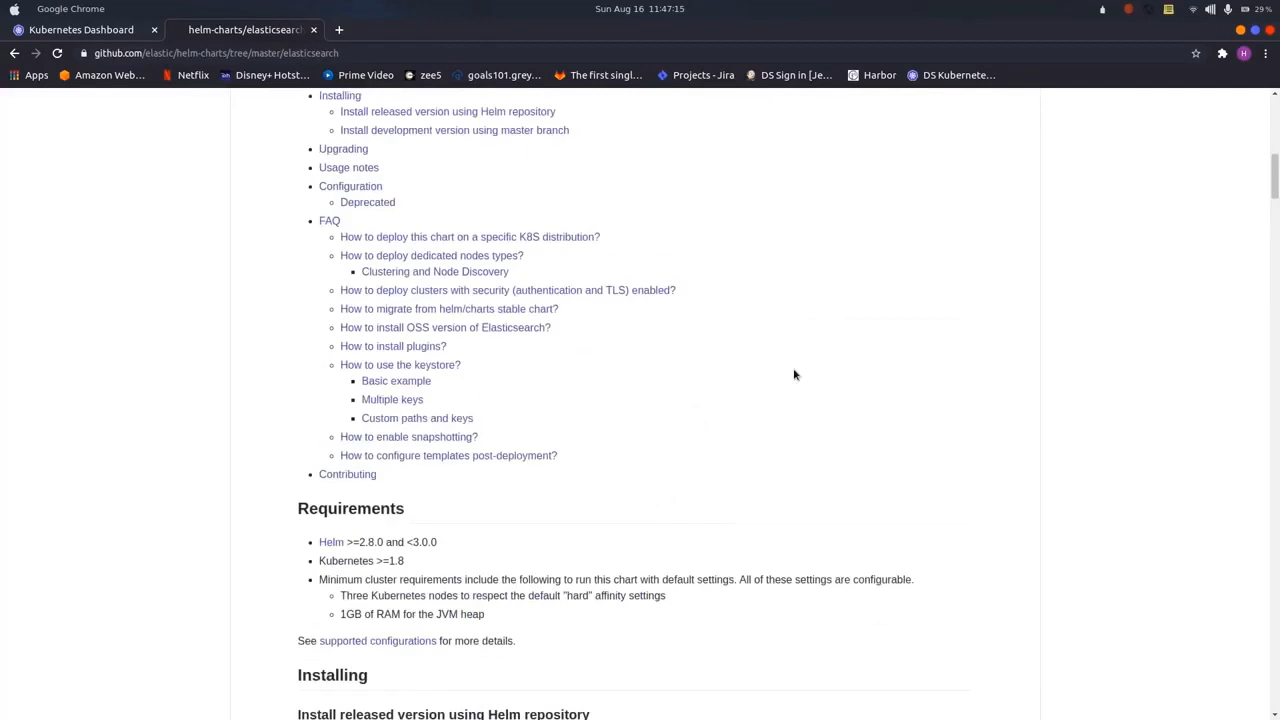 Google Chrome
Sun Aug 16 11:47:15
29%
Kubernetes Dashboard
helm-charts/elasticsearch
github.com/elastic/helm-charts/tree/master/elasticsearch
H
Apps Amazon Web... Netflix Disney+ Hotst... Prime Video zee5 goals101.grey... The first singl... Projects - Jira DS Sign in [Je... Harbor DS Kubernete...
Installing
Install released version using Helm repository
Install development version using master branch
Upgrading
Usage notes
Configuration
Deprecated
FAQ
How to deploy this chart on a specific K8S distribution?
How to deploy dedicated nodes types?
Clustering and Node Discovery
How to deploy clusters with security (authentication and TLS) enabled?
How to migrate from helm/charts stable chart?
How to install OSS version of Elasticsearch?
How to install plugins?
How to use the keystore?
Basic example
Multiple keys
Custom paths and keys
How to enable snapshotting?
How to configure templates post-deployment?
Contributing
Requirements
Helm >=2.8.0 and <3.0.0
Kubernetes >=1.8
Minimum cluster requirements include the following to run this chart with default settings. All of these settings are configurable.
Three Kubernetes nodes to respect the default "hard" affinity settings
1GB of RAM for the JVM heap
See supported configurations for more details.
Installing
Install released version using Helm repository